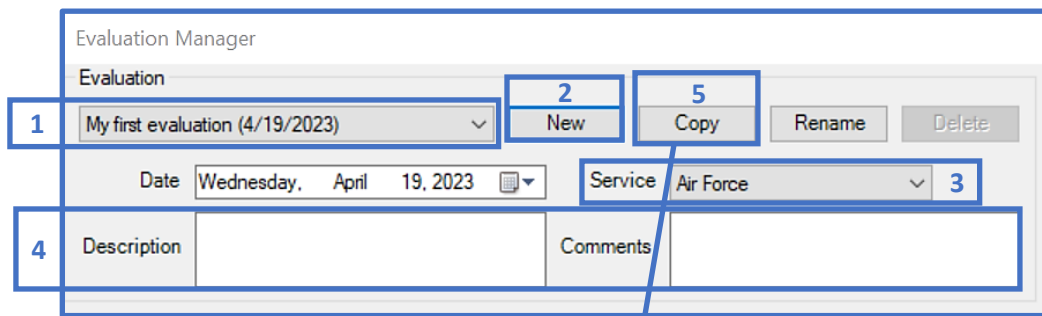 Evaluation Manager
Evaluation
2 5
1 My first evaluation (4/19/2023) New Copy Rename Delete
Date Wednesday, April 19, 2023 Service Air Force 3
4 Description Comments